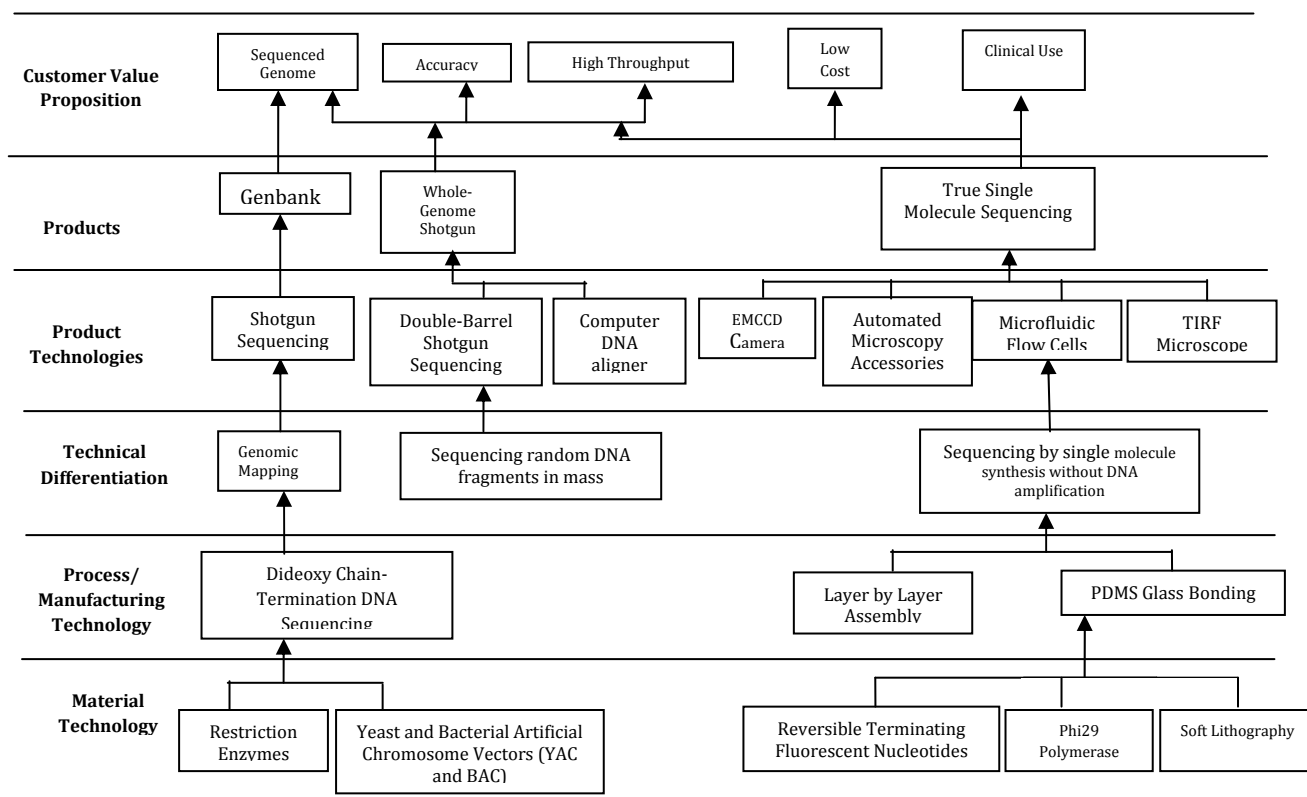 Customer Value
Proposition
Sequenced
Genome
Accuracy
High Throughput
Low
Cost
Clinical Use
Products
Genbank
Whole-
Genome
Shotgun
True Single
Molecule Sequencing
Product
Technologies
Shotgun
Sequencing
Double-Barrel
Shotgun
Sequencing
Computer
DNA
aligner
EMCCD
Camera
Automated
Microscopy
Accessories
Microfluidic
Flow Cells
TIRF
Microscope
Technical
Differentiation
Genomic
Mapping
Sequencing random DNA
fragments in mass
Sequencing by single molecule
synthesis without DNA
amplification
Process/
Manufacturing
Technology
Dideoxy Chain-
Termination DNA
Sequencing
Layer by Layer
Assembly
PDMS Glass Bonding
Material
Technology
Restriction
Enzymes
Yeast and Bacterial Artificial
Chromosome Vectors (YAC
and BAC)
Reversible Terminating
Fluorescent Nucleotides
Phi29
Polymerase
Soft Lithography